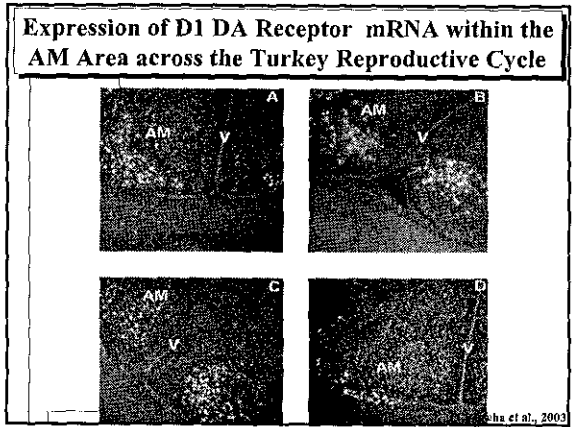 Expression of D1 DA Receptor mRNA within the
AM Area across the Turkey Reproductive Cycle
A
AM
V
B
AM
V
C
AM
V
D
AM
V
et al., 2003